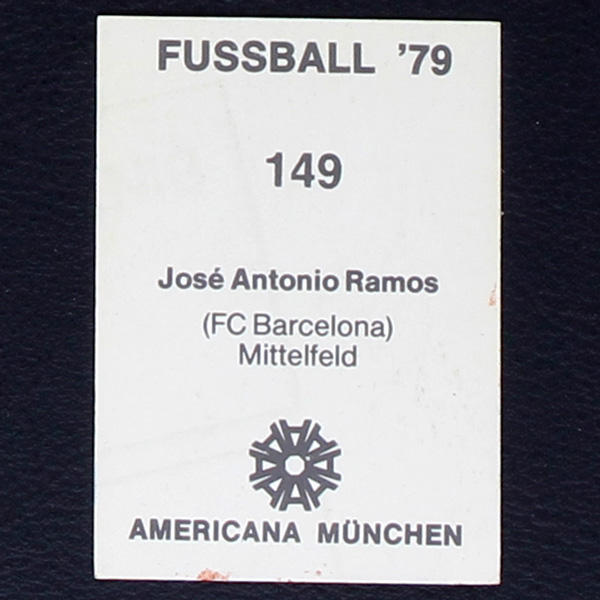 FUSSBALL '79
149
José Antonio Ramos
(FC Barcelona)
Mittelfeld
AMERICANA MÜNCHEN